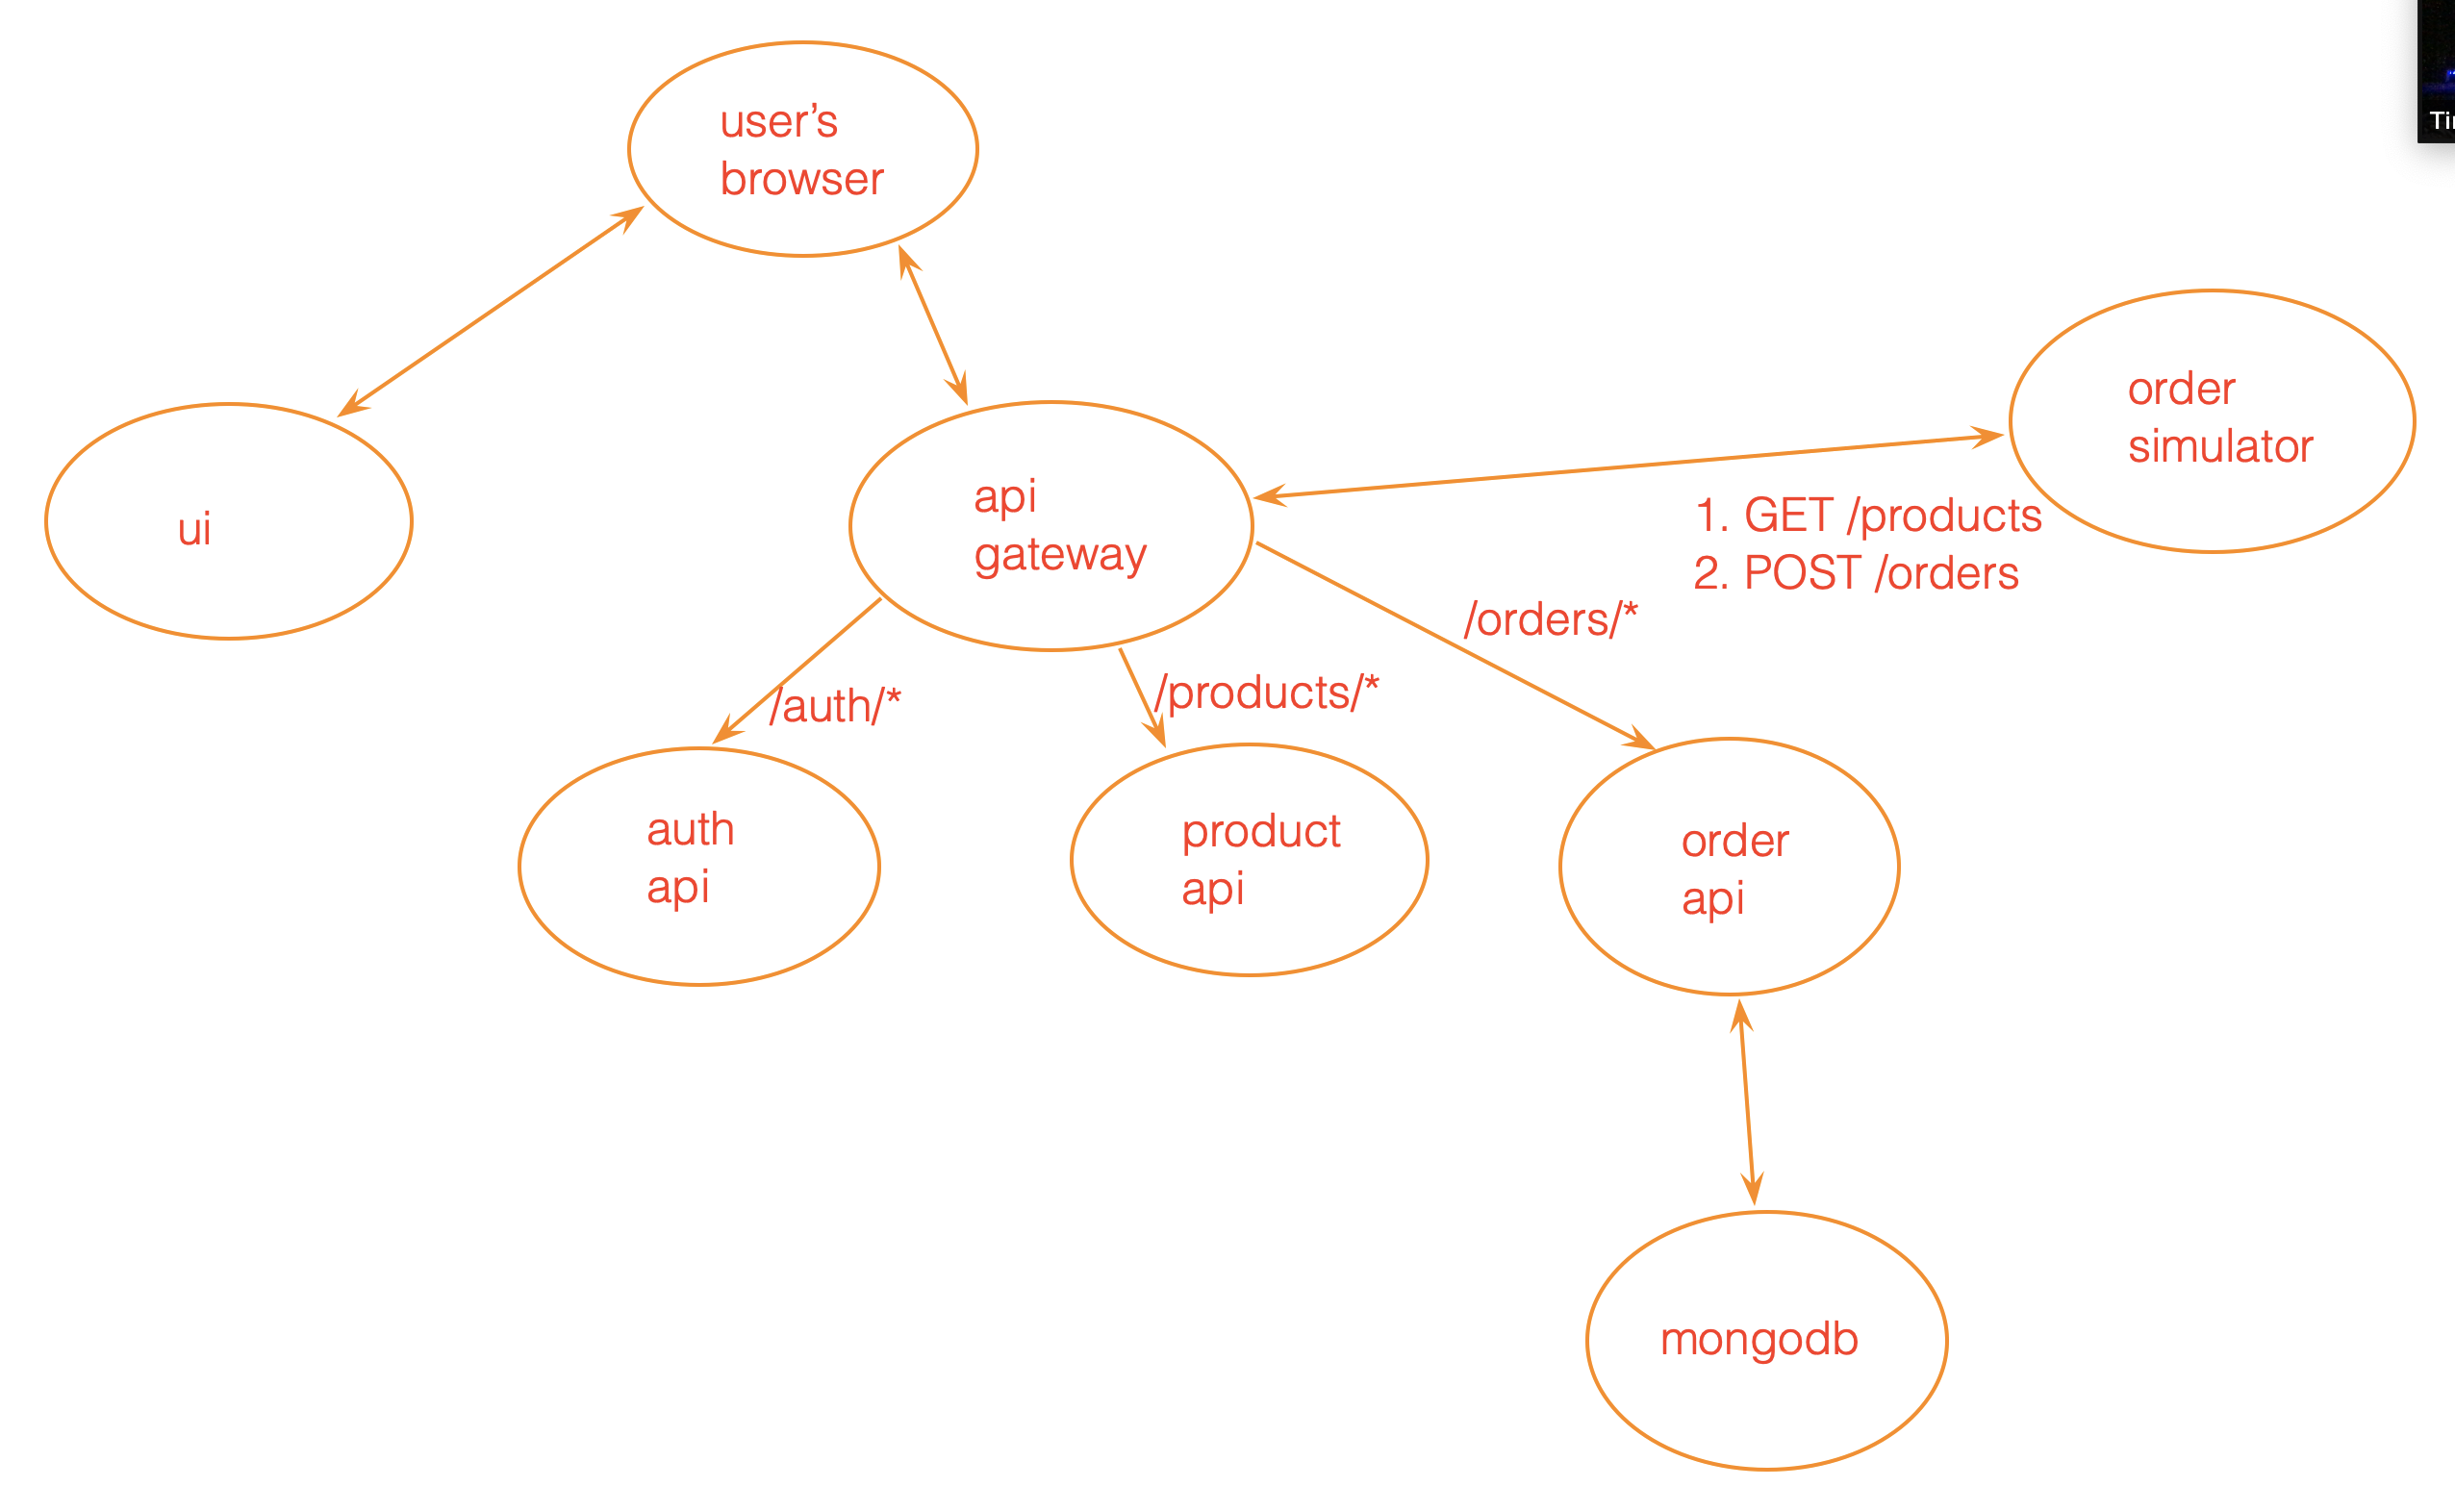 user's
browser
ui
api
gateway
order
simulator
1. GET /products
2. POST /orders
/orders/*
/auth/*
/products/*
auth
api
product
api
order
api
mongodb